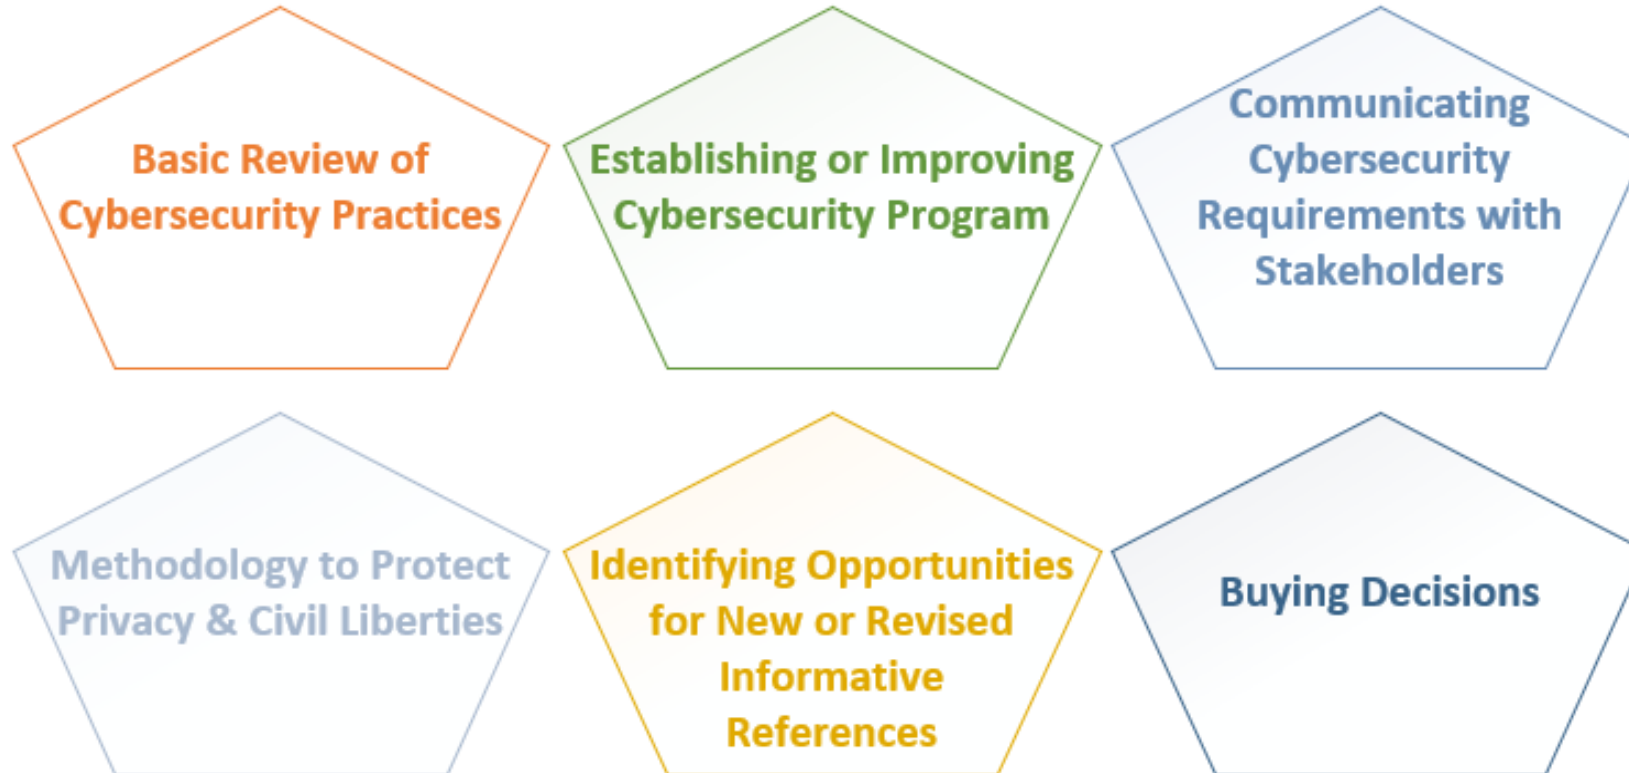 Basic Review of
Cybersecurity Practices
Establishing or Improving
Cybersecurity Program
Communicating
Cybersecurity
Requirements with
Stakeholders
Methodology to Protect
Privacy & Civil Liberties
Identifying Opportunities
for New or Revised
Informative
References
Buying Decisions